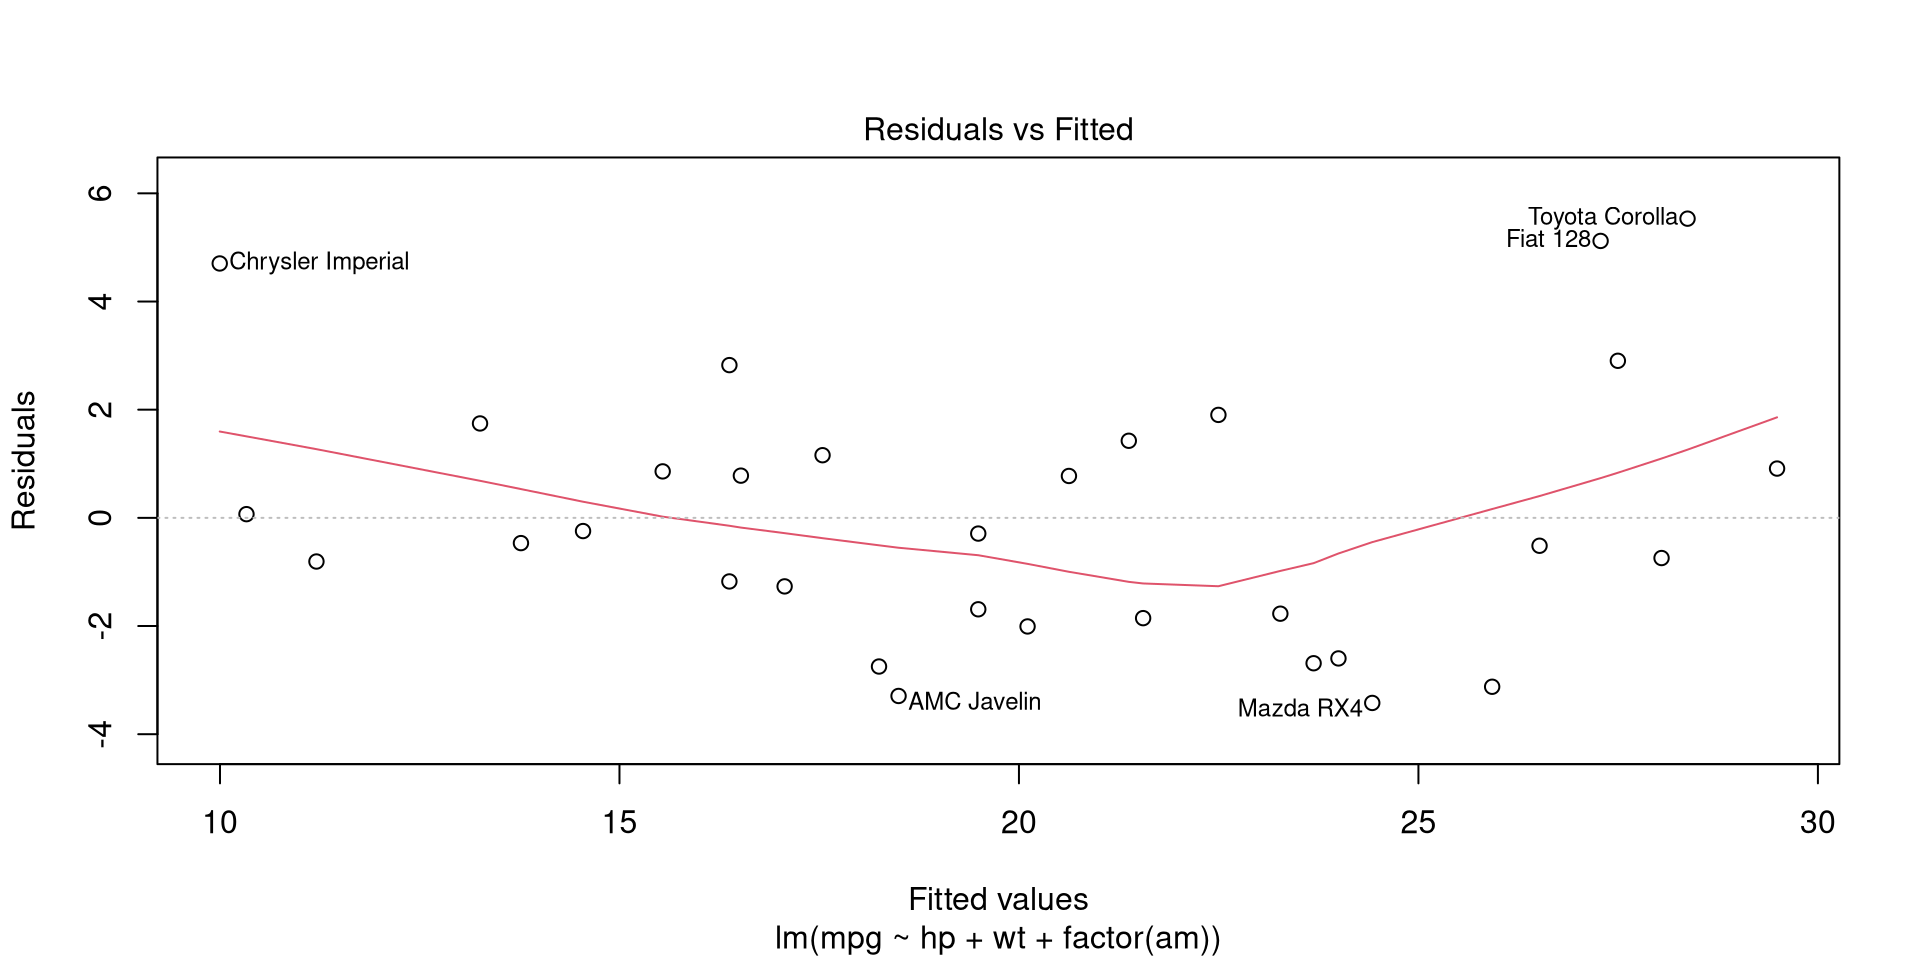 Residuals vs Fitted
Residuals
6
4
2
0
-2
-4
Toyota Corolla
Fiat 128
Chrysler Imperial
AMC Javelin
Mazda RX4
10 15 20 25 30
Fitted values
lm(mpg ~ hp + wt + factor(am))